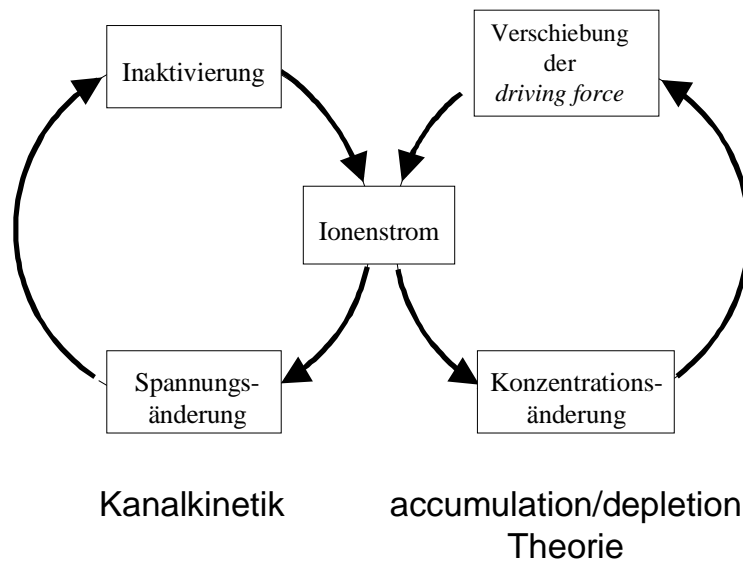 Inaktivierung
Verschiebung
der
driving force
Ionenstrom
Spannungs-
änderung
Konzentrations-
änderung
Kanalkinetik
accumulation/depletion
Theorie